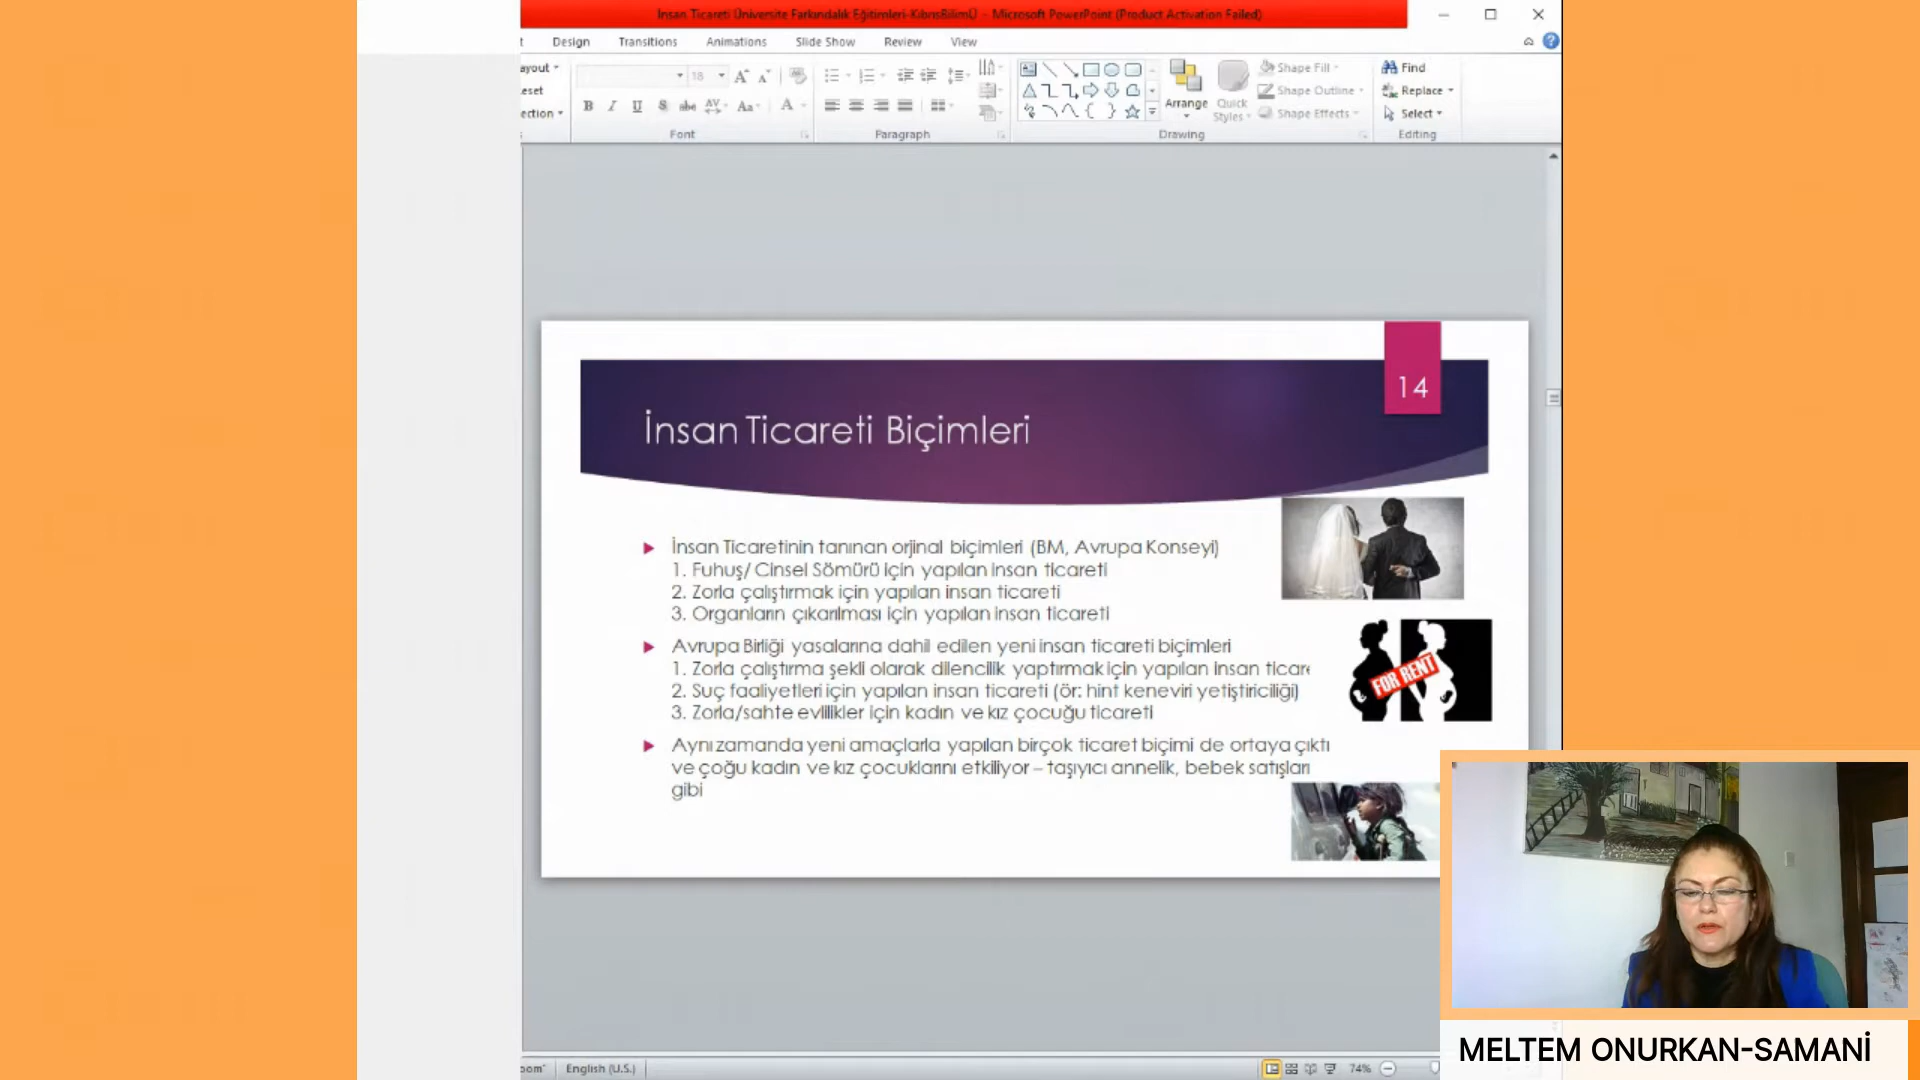 İnsan Ticareti Üniversite Farkındalık Eğitimleri-KıbrısBilimÜ - Microsoft PowerPoint (Product Activation Failed)
Design Transitions Animations Slide Show Review View
18
Shape Fill
Find
Shape Outline
Replace
Arrange Quick Styles
Shape Effects
Select
Font Paragraph Drawing Editing
14
İnsan Ticareti Biçimleri
İnsan Ticaretinin tanınan orjinal biçimleri (BM, Avrupa Konseyi)
1. Fuhuş/ Cinsel Sömürü için yapılan insan ticareti
2. Zorla çalıştırmak için yapılan insan ticareti
3. Organların çıkarılması için yapılan insan ticareti
Avrupa Birliği yasalarına dahil edilen yeni insan ticareti biçimleri
1. Zorla çalıştırma şekli olarak dilencilik yaptırmak için yapılan insan ticare
2. Suç faaliyetleri için yapılan insan ticareti (ör: hint keneviri yetiştiriciliği)
3. Zorla/sahte evlilikler için kadın ve kız çocuğu ticareti
Aynı zamanda yeni amaçlarla yapılan birçok ticaret biçimi de ortaya çıktı
ve çoğu kadın ve kız çocuklarını etkiliyor – taşıyıcı annelik, bebek satışları
gibi
FOR RENT
MELTEM ONURKAN-SAMANİ
English (U.S.)
74%